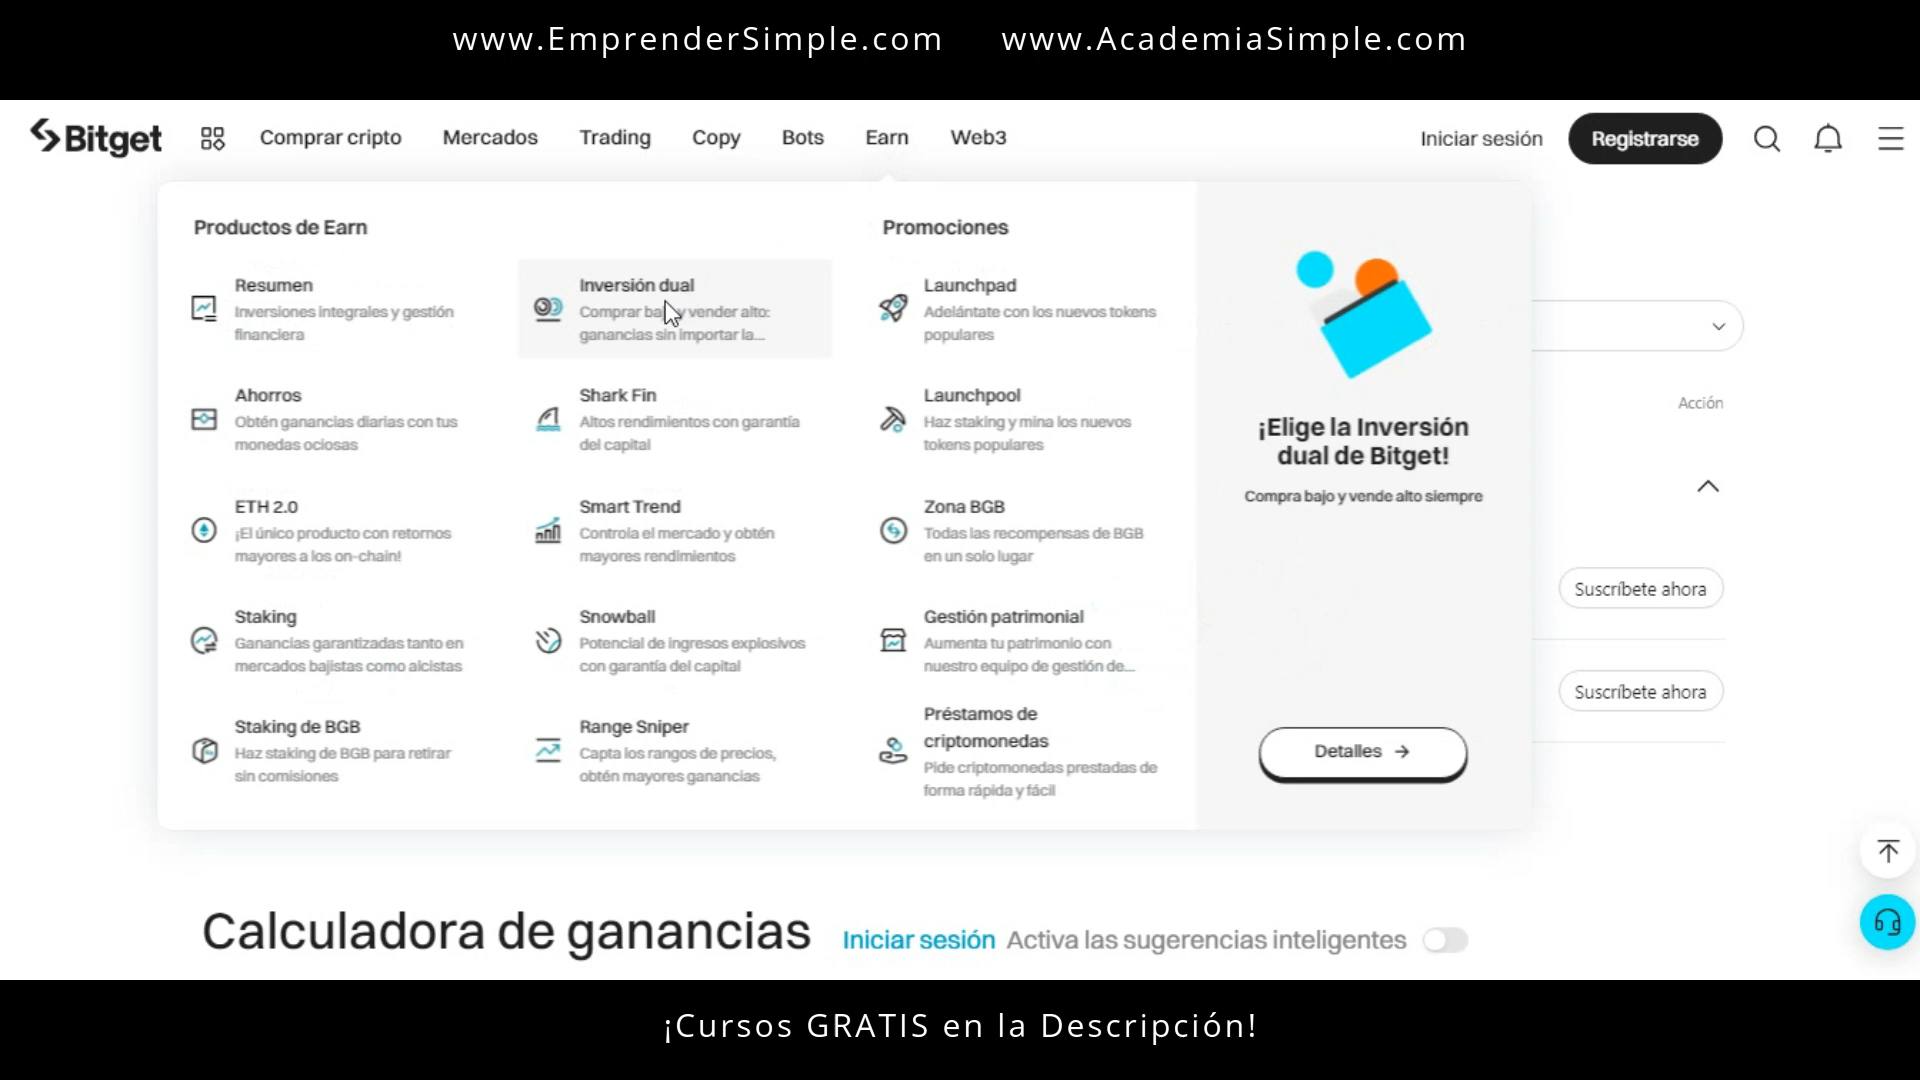 www.EmprenderSimple.com www.AcademiaSimple.com
Bitget Comprar cripto Mercados Trading Copy Bots Earn Web3 Iniciar sesión Registrarse
Productos de Earn
Resumen
Inversiones integrales y gestión
financiera
Ahorros
Obtén ganancias diarias con tus
monedas ociosas
ETH 2.0
¡El único producto con retornos
mayores a los on-chain!
Staking
Ganancias garantizadas tanto en
mercados bajistas como alcistas
Staking de BGB
Haz staking de BGB para retirar
sin comisiones
Inversión dual
Comprar y vender alto:
ganancias sin importar la...
Shark Fin
Altos rendimientos con garantía
del capital
Smart Trend
Controla el mercado y obtén
mayores rendimientos
Snowball
Potencial de ingresos explosivos
con garantía del capital
Range Sniper
Capta los rangos de precios,
obtén mayores ganancias
Promociones
Launchpad
Adelántate con los nuevos tokens
populares
Launchpool
Haz staking y mina los nuevos
tokens populares
Zona BGB
Todas las recompensas de BGB
en un solo lugar
Gestión patrimonial
Aumenta tu patrimonio con
nuestro equipo de gestión de...
Préstamos de
criptomonedas
Pide criptomonedas prestadas de
forma rápida y fácil
¡Elige la Inversión
dual de Bitget!
Compra bajo y vende alto siempre
Detalles
Acción
Suscríbete ahora
Suscríbete ahora
Calculadora de ganancias Iniciar sesión Activa las sugerencias inteligentes
¡Cursos GRATIS en la Descripción!